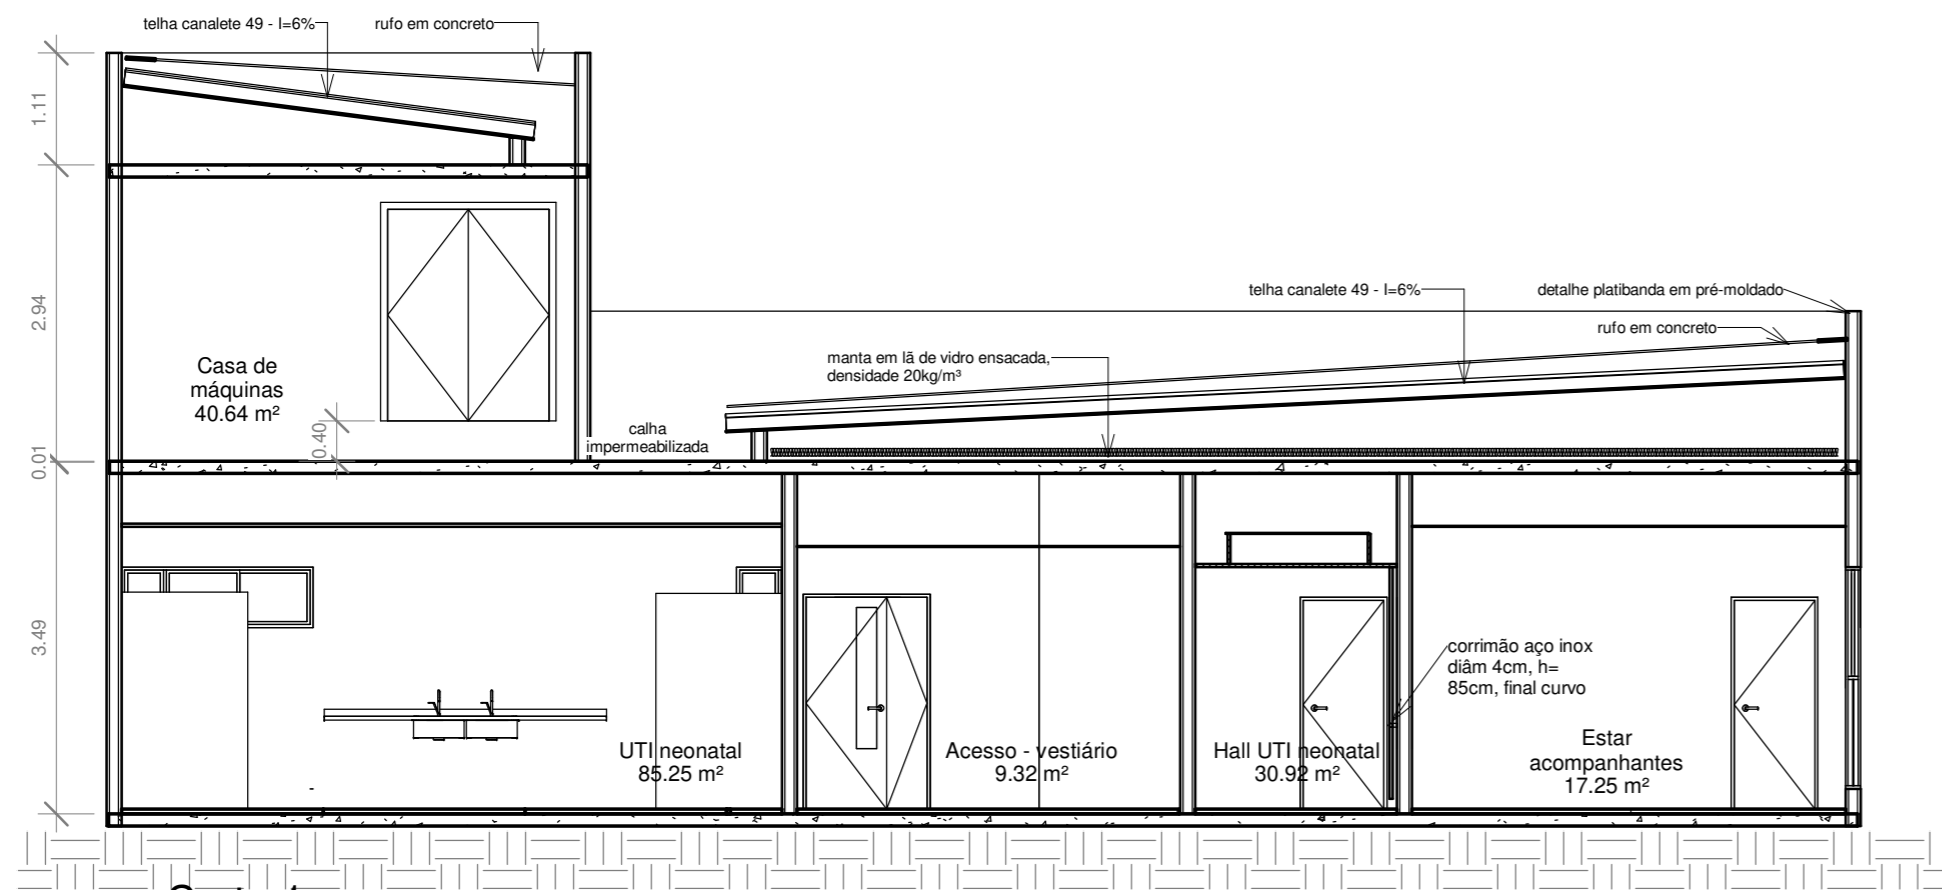 telha canalete 49 - I=6%
rufo em concreto
1.11
2.94
0.01
3.49
Casa de
máquinas
40.64 m²
0.40
calha
impermeabilizada
manta em lã de vidro ensacada,
densidade 20kg/m³
telha canalete 49 - I=6%
detalhe platibanda em pré-moldado
rufo em concreto
corrimão aço inox
diâm 4cm, h=
85cm, final curvo
UTI neonatal
85.25 m²
Acesso - vestiário
9.32 m²
Hall UTI neonatal
30.92 m²
Estar
acompanhantes
17.25 m²